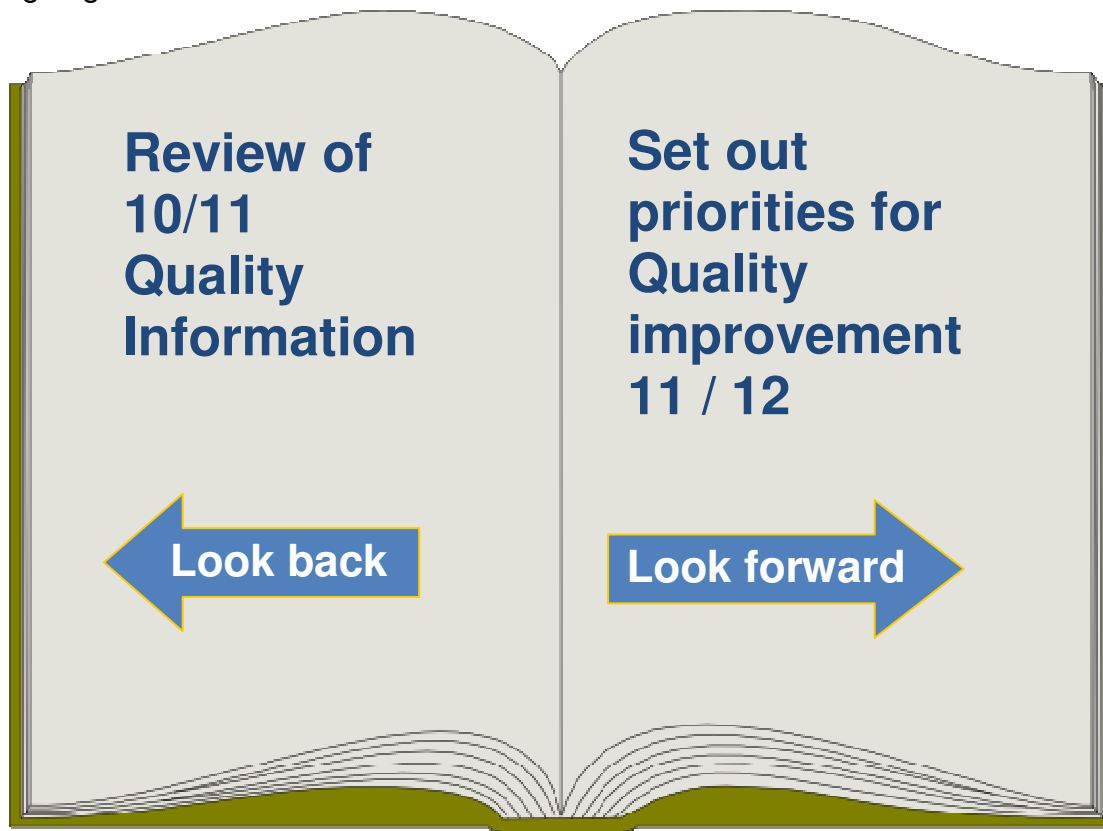 Review of
10/11
Quality
Information
Look back
Set out
priorities for
Quality
improvement
11 / 12
Look forward